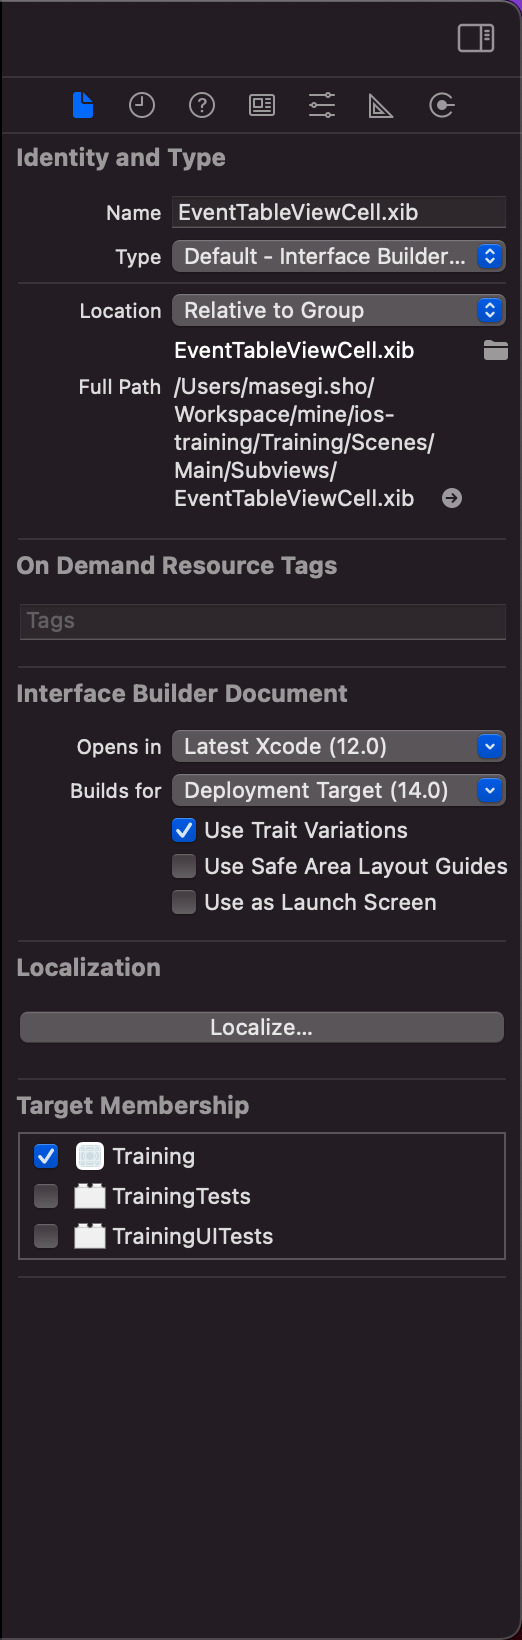 Identity and Type
Name EventTableViewCell.xib
Type Default - Interface Builder...
Location Relative to Group
EventTableViewCell.xib
Full Path /Users/masegi.sho/
Workspace/mine/ios-
training/Training/Scenes/
Main/Subviews/
EventTableViewCell.xib
On Demand Resource Tags
Tags
Interface Builder Document
Opens in Latest Xcode (12.0)
Builds for Deployment Target (14.0)
Use Trait Variations
Use Safe Area Layout Guides
Use as Launch Screen
Localization
Localize...
Target Membership
Training
TrainingTests
TrainingUITests